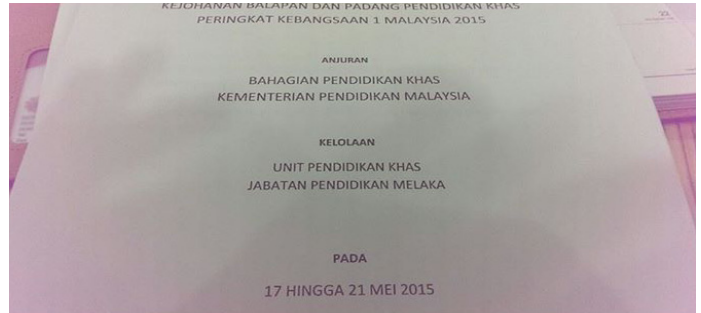 KEJOHANAN BALAPAN DAN PADANG PENDIDIKAN KHAS
PERINGKAT KEBANGSAAN 1 MALAYSIA 2015
ANJURAN
BAHAGIAN PENDIDIKAN KHAS
KEMENTERIAN PENDIDIKAN MALAYSIA
KELOLAAN
UNIT PENDIDIKAN KHAS
JABATAN PENDIDIKAN MELAKA
PADA
17 HINGGA 21 MEI 2015
22